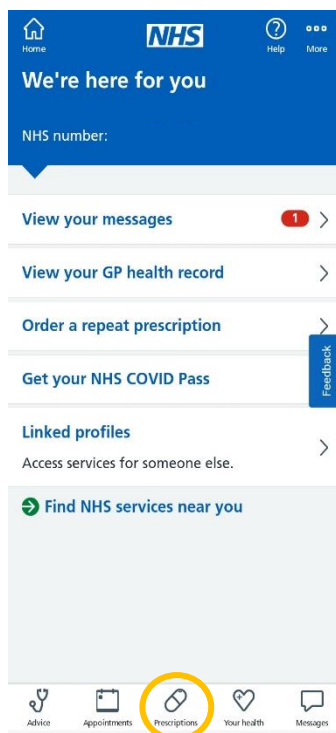 NHS
Home
Help
More
We're here for you
NHS number:
View your messages
1
View your GP health record
Order a repeat prescription
Feedback
Get your NHS COVID Pass
Linked profiles
Access services for someone else.
Find NHS services near you
Advice
Appointments
Prescriptions
Your health
Messages